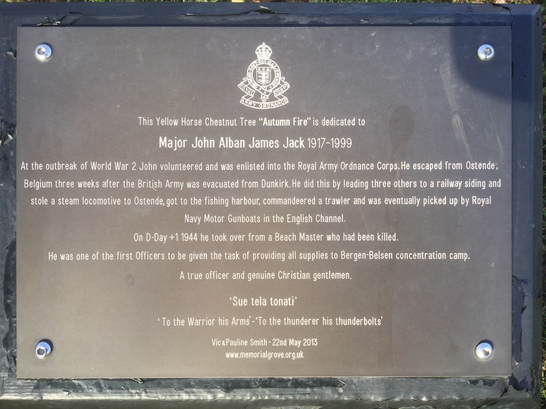 This Yellow Horse Chestnut Tree "Autumn Fire" is dedicated to
Major John Alban James Jack 1917-1999
At the outbreak of World War 2 John volunteered and was enlisted into the Royal Army Ordnance Corps. He escaped from Ostende,
Belgium three weeks after the British Army was evacuated from Dunkirk. He did this by leading three others to a railway siding and
stole a steam locomotive to Ostende, got to the fishing harbour, commandeered a trawler and was eventually picked up by Royal
Navy Motor Gunboats in the English Channel.
On D-Day +1 1944 he took over from a Beach Master who had been killed.
He was one of the first Officers to be given the task of providing all supplies to Bergen-Belsen concentration camp.
A true officer and genuine Christian gentlemen.
'Sue tela tonati'
' To the Warrior his Arms'-'To the thunderer his thunderbolts'
Vic&Pauline Smith - 22nd May 2013
www.memorialgrove.org.uk